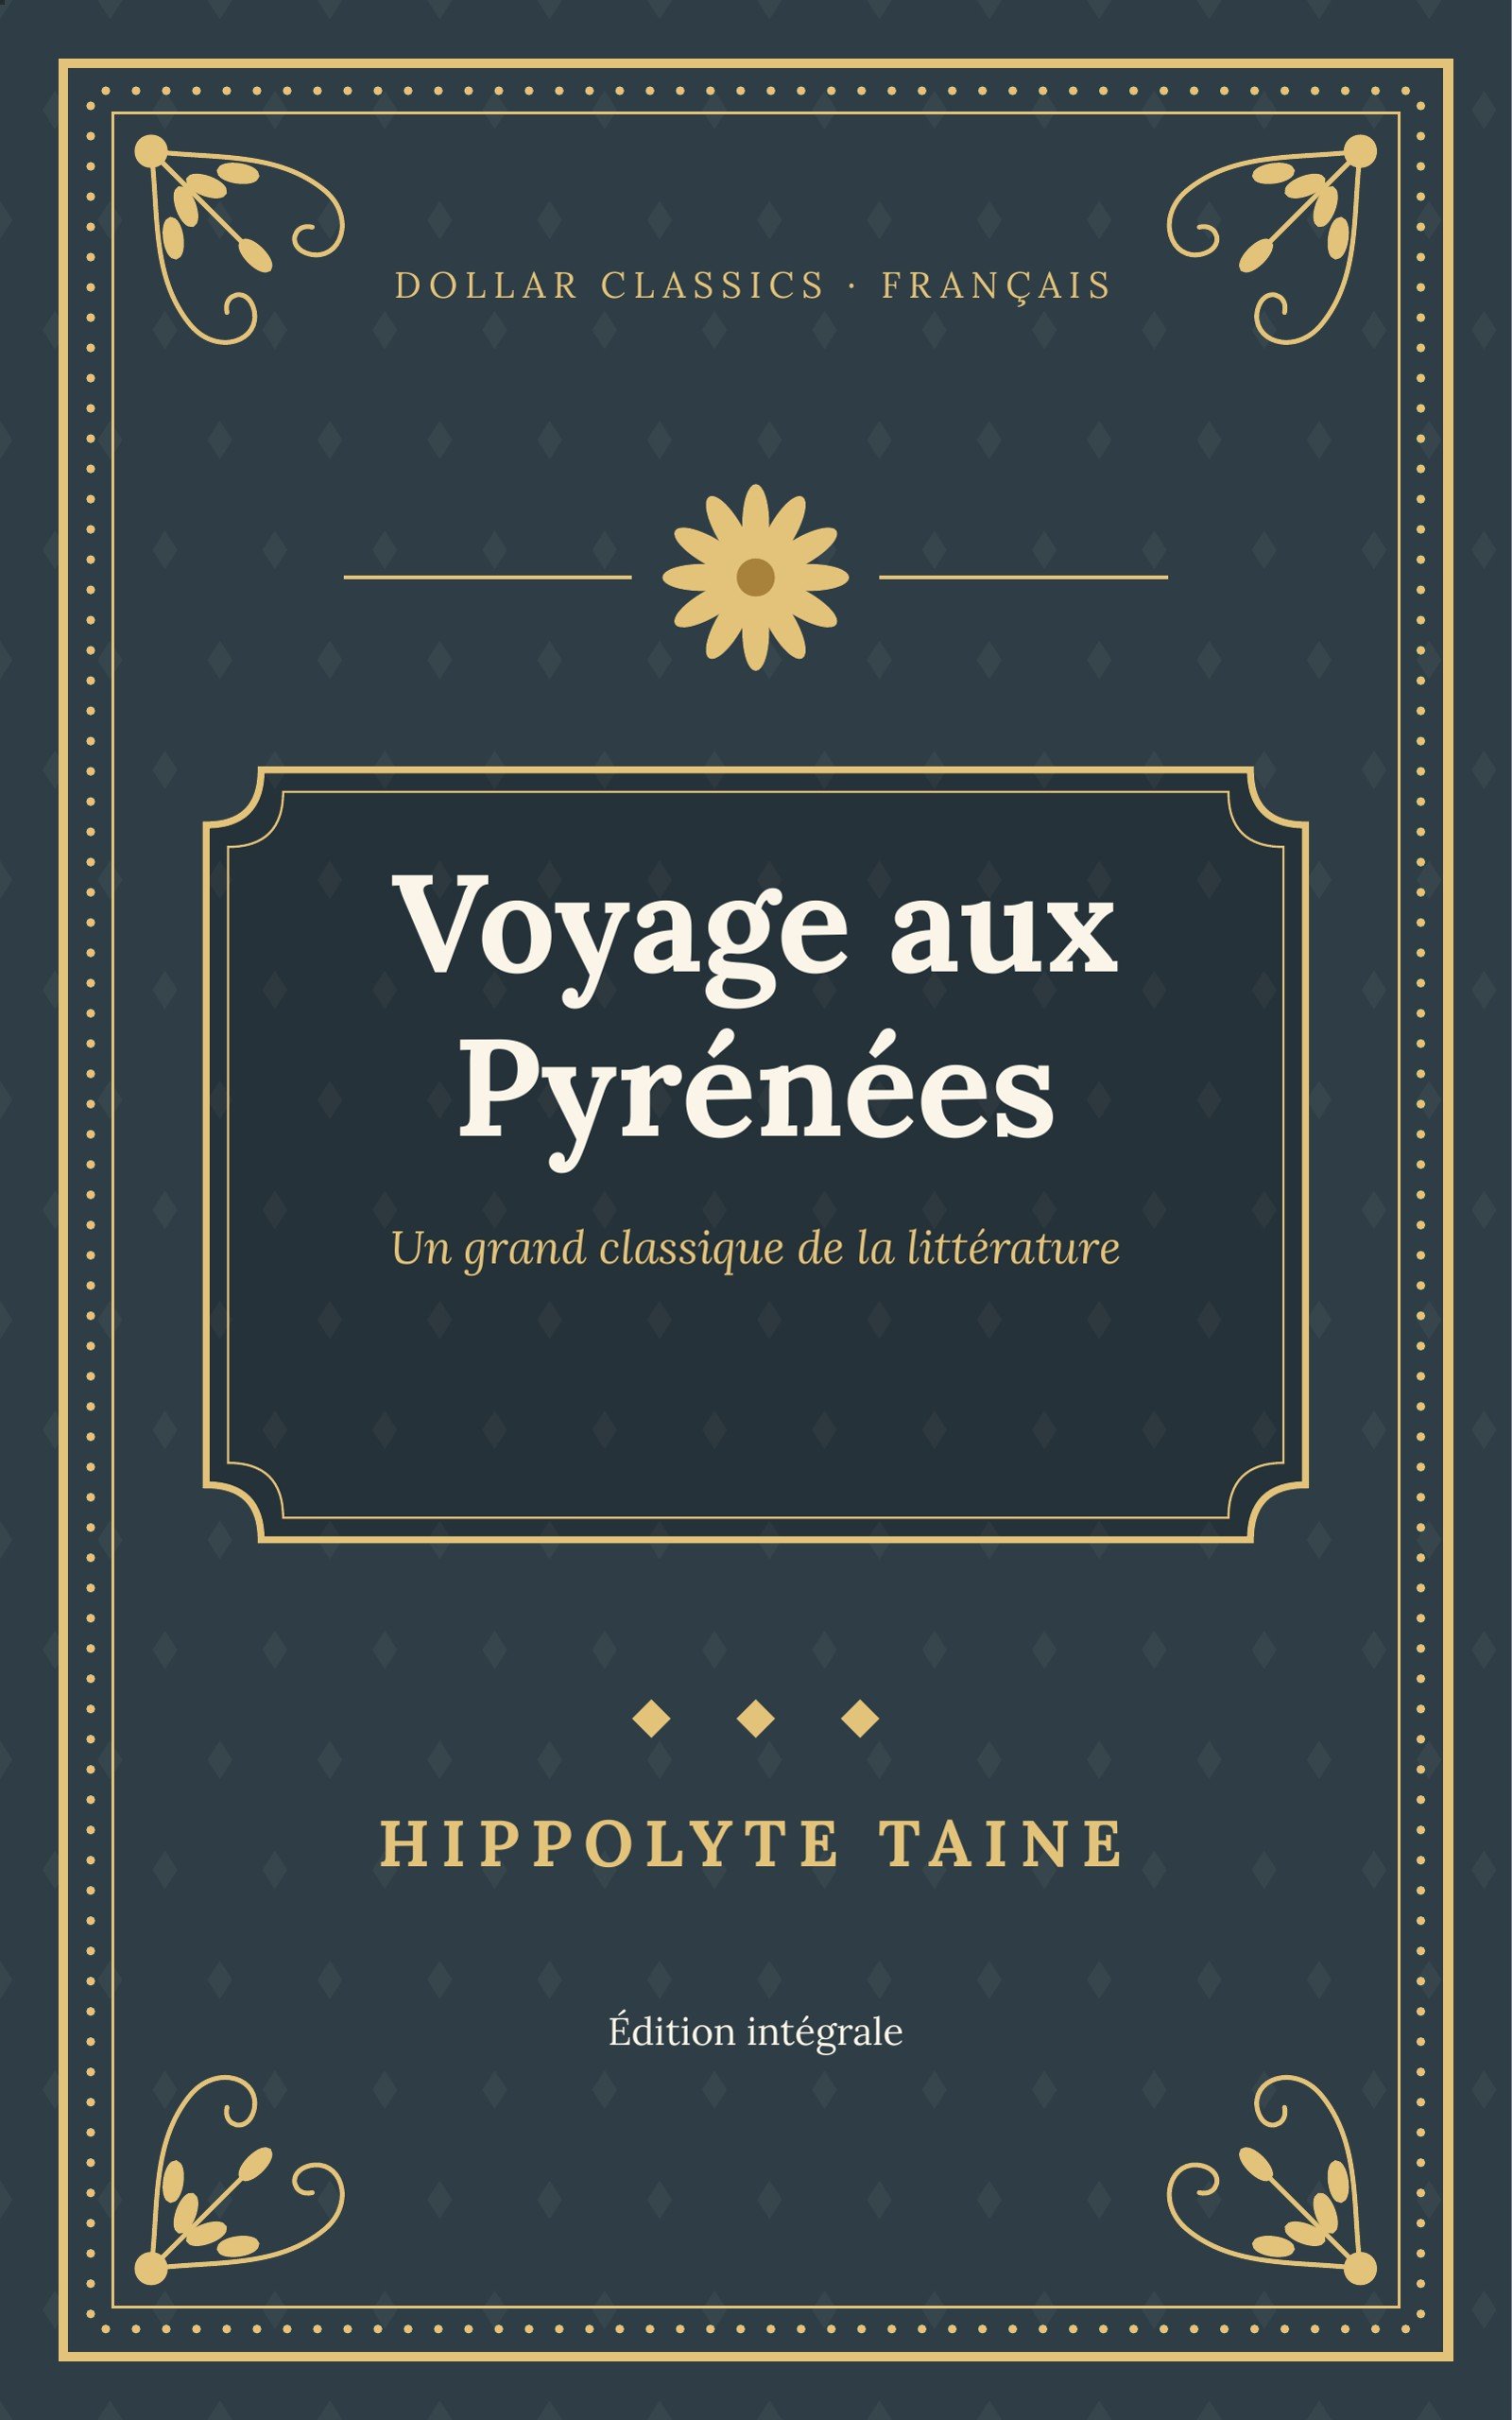 DOLLAR CLASSICS · FRANÇAIS
Voyage aux
Pyrénées
Un grand classique de la littérature
HIPPOLYTE TAINE
Édition intégrale